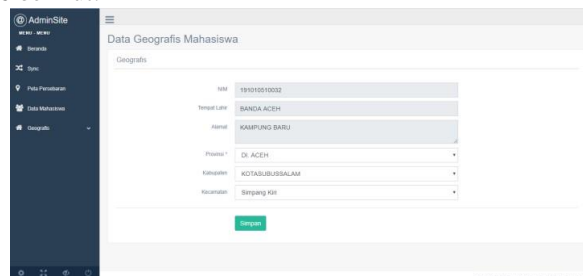 @ AdminSite
MENU - MENU
Beranda
Sync
Peta Persebaran
Data Mahasiswa
Geografis
Data Geografis Mahasiswa
Geografis
NIM
191010510032
Tempat Lahir
BANDA ACEH
Alamat
KAMPUNG BARU
Provinsi *
DI. ACEH
Kabupaten
KOTASUBUSSALAM
Kecamatan
Simpang Kiri
Simpan